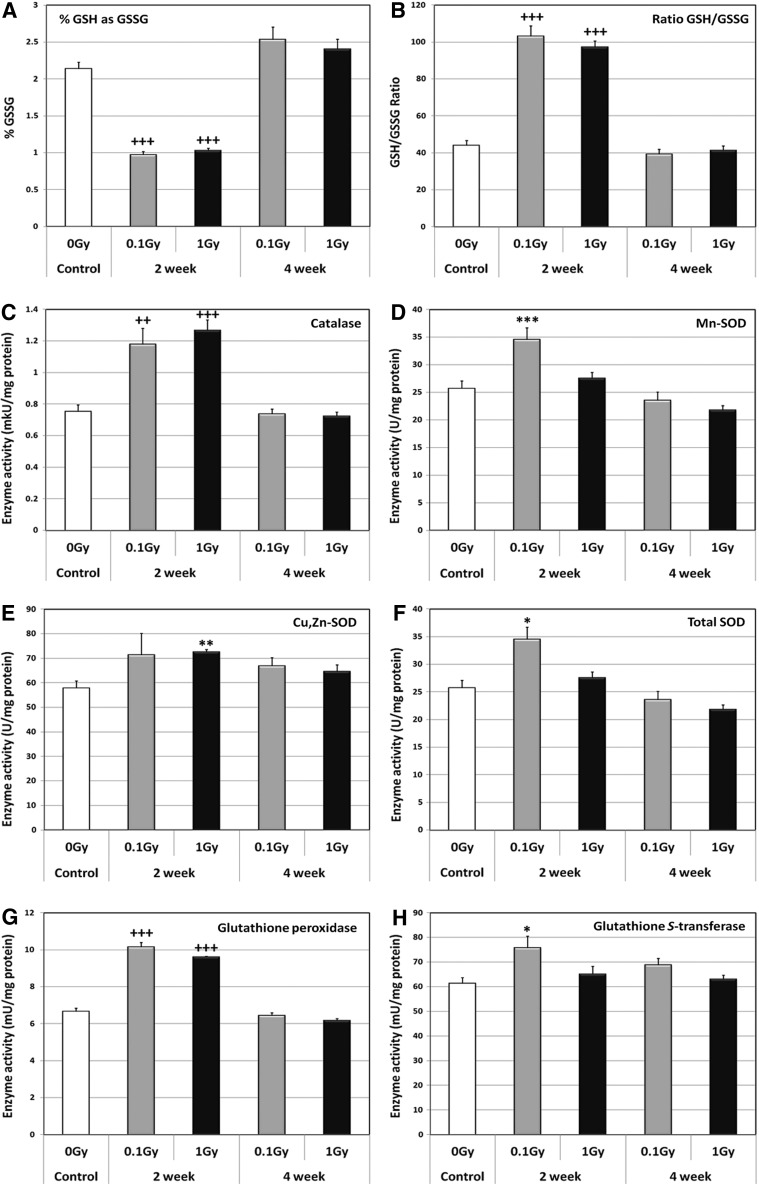 A
% GSH as GSSG
% GSSG
3
2.5
2
1.5
1
0.5
0
+++
+++
0Gy 0.1Gy 1Gy 0.1Gy 1Gy
Control 2 week 4 week
B
Ratio GSH/GSSG
GSH/GSSG Ratio
120
100
80
60
40
20
0
+++
+++
0Gy 0.1Gy 1Gy 0.1Gy 1Gy
Control 2 week 4 week
C
Catalase
Enzyme activity (mkU/mg protein)
1.4
1.2
1
0.8
0.6
0.4
0.2
0
++
+++
0Gy 0.1Gy 1Gy 0.1Gy 1Gy
Control 2 week 4 week
D
Mn-SOD
Enzyme activity (U/mg protein)
40
35
30
25
20
15
10
5
0
***
0Gy 0.1Gy 1Gy 0.1Gy 1Gy
Control 2 week 4 week
E
Cu,Zn-SOD
Enzyme activity (U/mg protein)
90
80
70
60
50
40
30
20
10
0
**
0Gy 0.1Gy 1Gy 0.1Gy 1Gy
Control 2 week 4 week
F
Total SOD
Enzyme activity (U/mg protein)
40
35
30
25
20
15
10
5
0
*
0Gy 0.1Gy 1Gy 0.1Gy 1Gy
Control 2 week 4 week
G
Glutathione peroxidase
Enzyme activity (mU/mg protein)
12
10
8
6
4
2
0
+++
+++
0Gy 0.1Gy 1Gy 0.1Gy 1Gy
Control 2 week 4 week
H
Glutathione S-transferase
Enzyme activity (mU/mg protein)
90
80
70
60
50
40
30
20
10
0
*
0Gy 0.1Gy 1Gy 0.1Gy 1Gy
Control 2 week 4 week